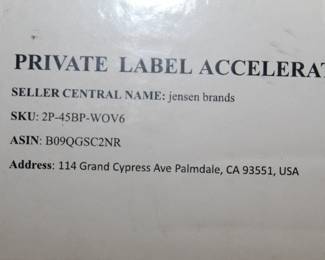 PRIVATE LABEL ACCELERAT
SELLER CENTRAL NAME: jensen brands
SKU: 2P-45BP-WOV6
ASIN: B09QGSC2NR
Address: 114 Grand Cypress Ave Palmdale, CA 93551, USA